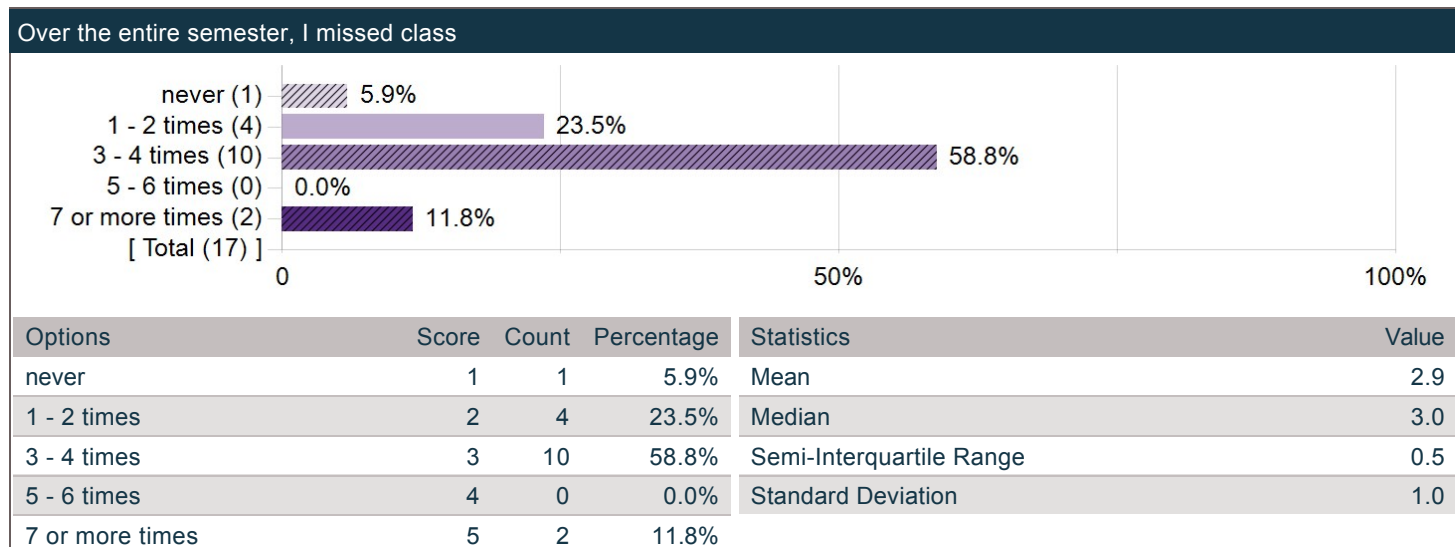 Over the entire semester, I missed class
never (1) 5.9%
1 - 2 times (4) 23.5%
3 - 4 times (10) 58.8%
5 - 6 times (0) 0.0%
7 or more times (2) 11.8%
[ Total (17) ]
0 50% 100%
Options Score Count Percentage
never 1 1 5.9%
1 - 2 times 2 4 23.5%
3 - 4 times 3 10 58.8%
5 - 6 times 4 0 0.0%
7 or more times 5 2 11.8%
Statistics Value
Mean 2.9
Median 3.0
Semi-Interquartile Range 0.5
Standard Deviation 1.0